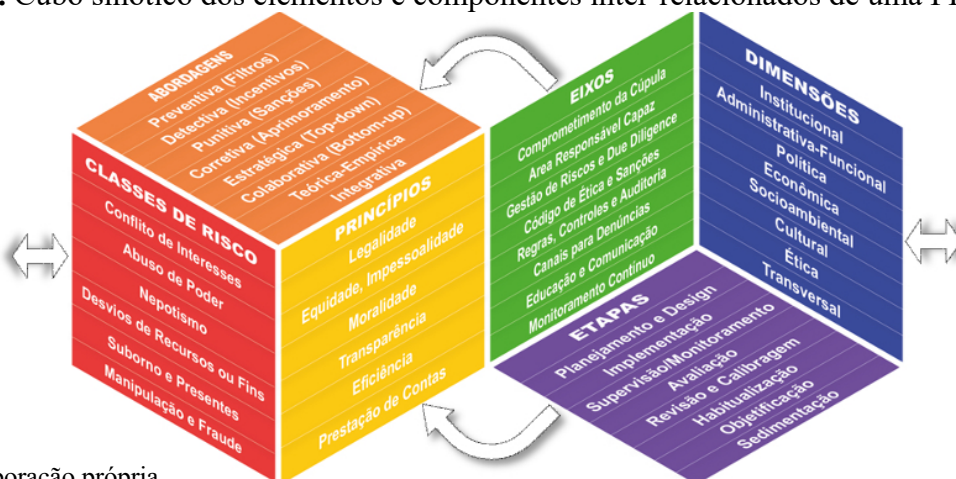 Cubo sinótico dos elementos e componentes inter-relacionados de uma
ABORDAGENS
Preventiva (Filtros)
Detectiva (Incentivos)
Punitiva (Sanções)
Corretiva (Aprimoramento)
Estratégica (Top-down)
Colaborativa (Bottom-up)
Teórica-Empírica
Integrativa
CLASSES DE RISCO
Conflito de Interesses
Abuso de Poder
Nepotismo
Desvios de Recursos ou Fins
Suborno e Presentes
Manipulação e Fraude
PRINCÍPIOS
Legalidade
Equidade, Impessoalidade
Moralidade
Transparência
Eficiência
Prestação de Contas
EIXOS
Comprometimento da Cúpula
Área Responsável Capaz
Gestão de Riscos e Due Diligence
Código de Ética e Sanções
Regras, Controles e Auditoria
Canais para Denúncias
Educação e Comunicação
Monitoramento Contínuo
DIMENSÕES
Institucional
Administrativa-Funcional
Política
Econômica
Socioambiental
Cultural
Ética
Transversal
ETAPAS
Planejamento e Design
Implementação
Supervisão/Monitoramento
Avaliação
Revisão e Calibragem
Habitualização
Objetificação
Sedimentação
boração própria